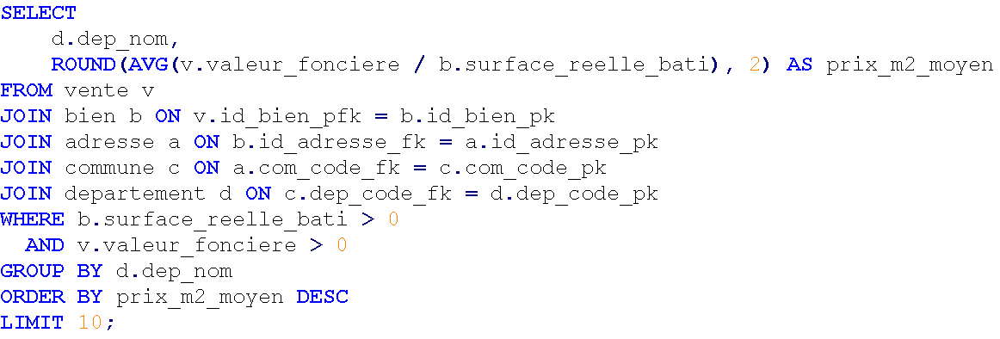 SELECT
    d.dep_nom,
    ROUND(AVG(v.valeur_fonciere / b.surface_reelle_bati), 2) AS prix_m2_moyen
FROM vente v
JOIN bien b ON v.id_bien_pfk = b.id_bien_pk
JOIN adresse a ON b.id_adresse_fk = a.id_adresse_pk
JOIN commune c ON a.com_code_fk = c.com_code_pk
JOIN departement d ON c.dep_code_fk = d.dep_code_pk
WHERE b.surface_reelle_bati > 0
  AND v.valeur_fonciere > 0
GROUP BY d.dep_nom
ORDER BY prix_m2_moyen DESC
LIMIT 10;